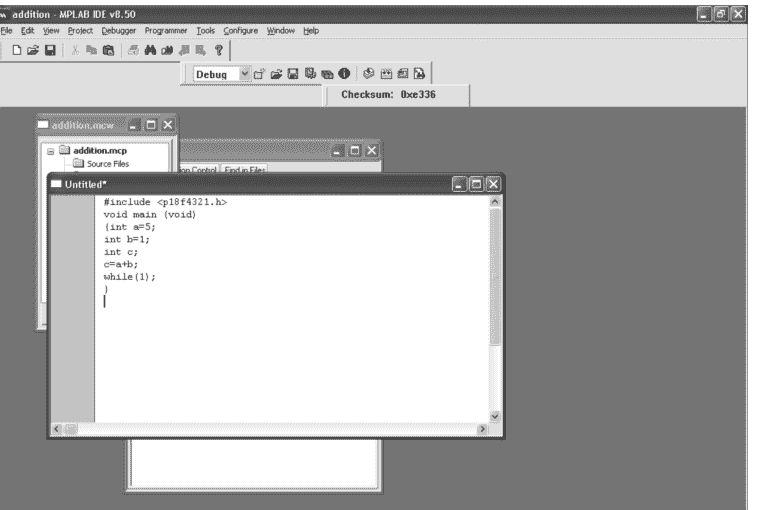 addition - MPLAB IDE v8.50
File Edit View Project Debugger Programmer Tools Configure Window Help
Debug
Checksum: 0xe336
addition.mcw
addition.mcp
Source Files
Control Find in Files
Untitled*
#include <p18f4321.h>
void main (void)
{int a=5;
int b=1;
int c;
c=a+b;
while(1);
}